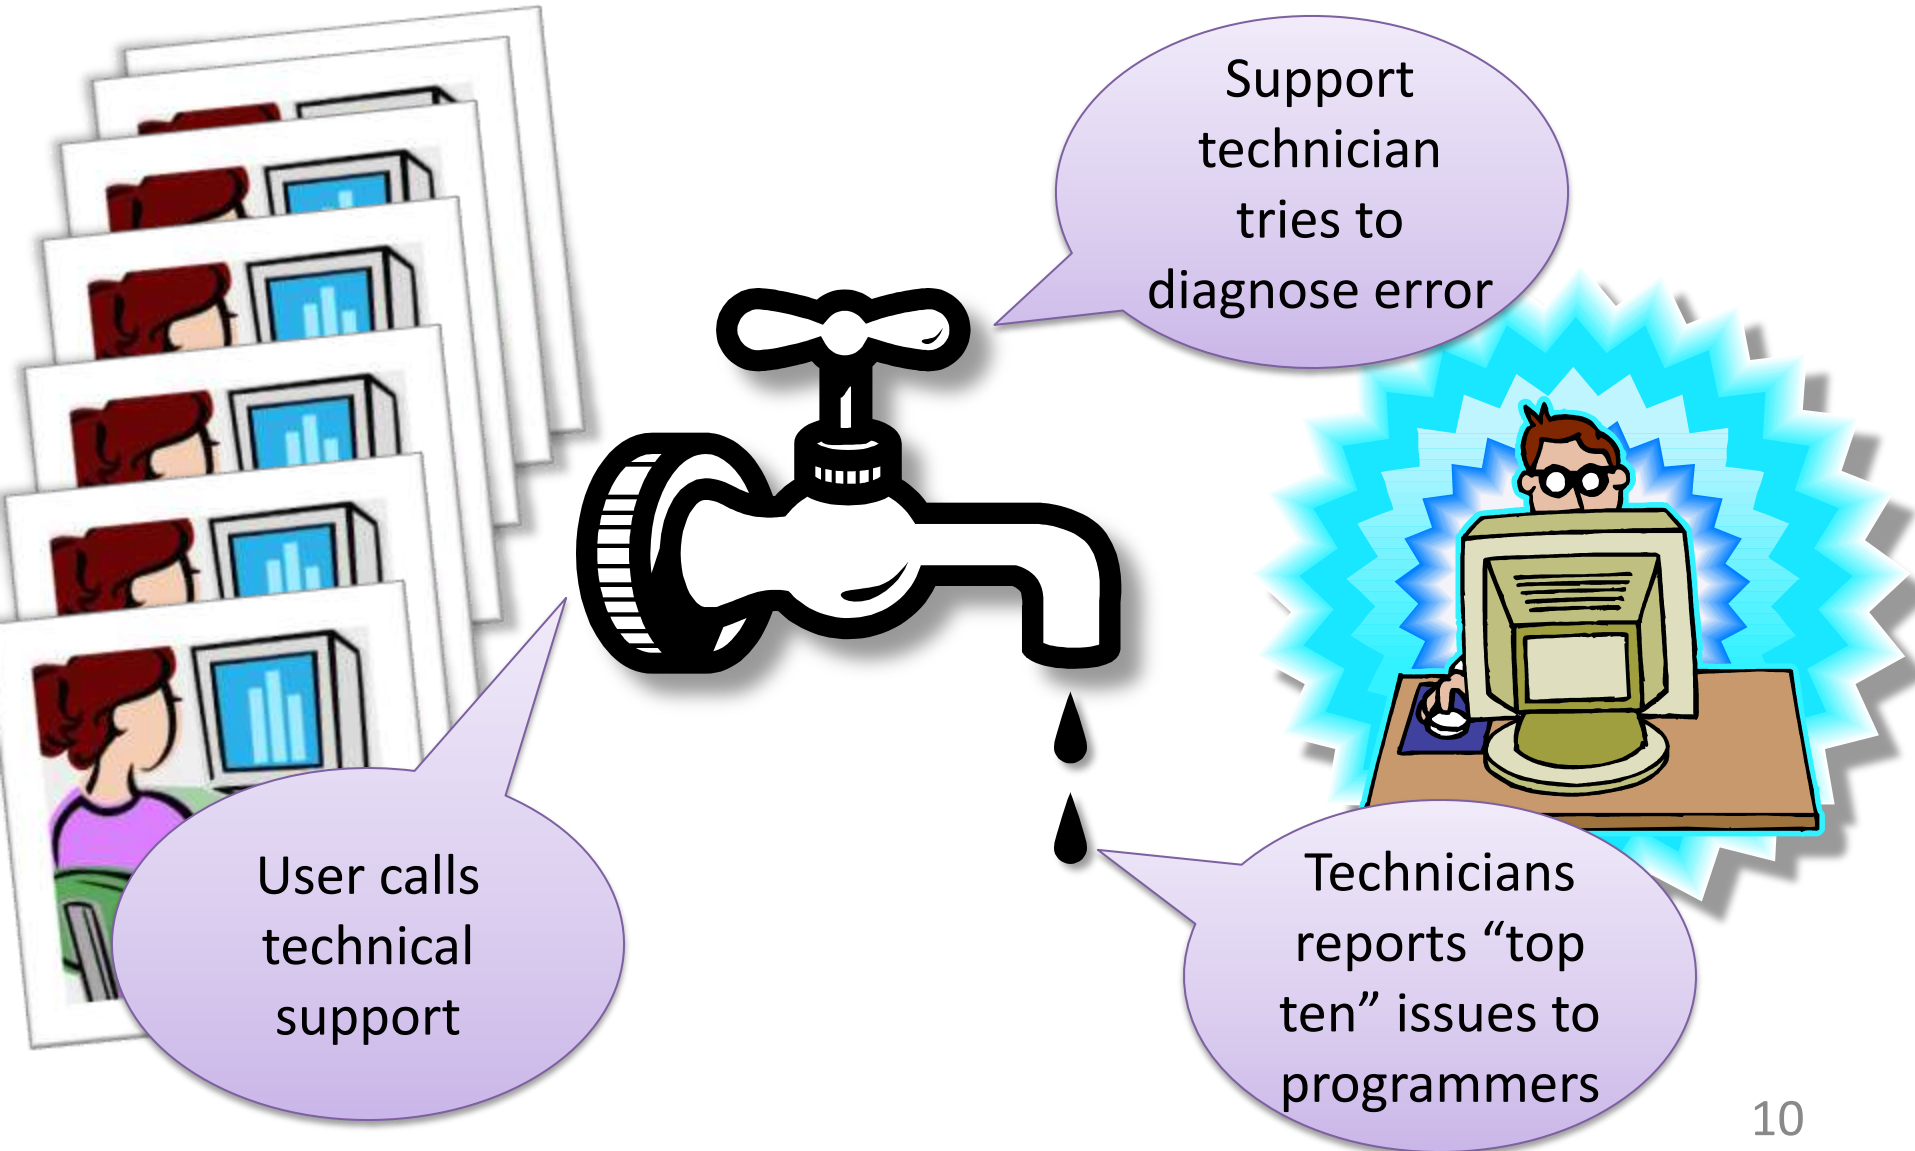 Support
technician
tries to
diagnose error
User calls
technical
support
Technicians
reports “top
ten” issues to
programmers
10